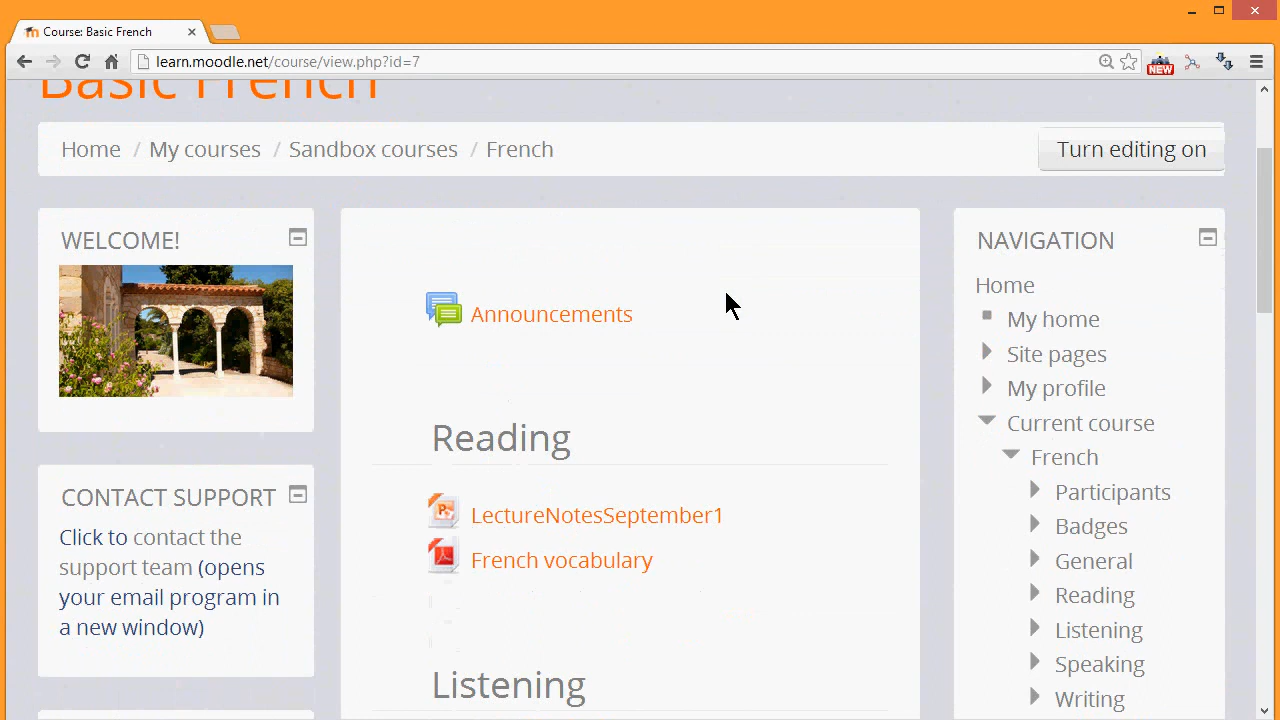 Course: Basic French
learn.moodle.net/course/view.php?id=7
NEW
Basic French
Home / My courses / Sandbox courses / French
Turn editing on
WELCOME!
CONTACT SUPPORT
Click to contact the
support team (opens
your email program in
a new window)
Announcements
Reading
LectureNotesSeptember1
French vocabulary
Listening
NAVIGATION
Home
My home
Site pages
My profile
Current course
French
Participants
Badges
General
Reading
Listening
Speaking
Writing